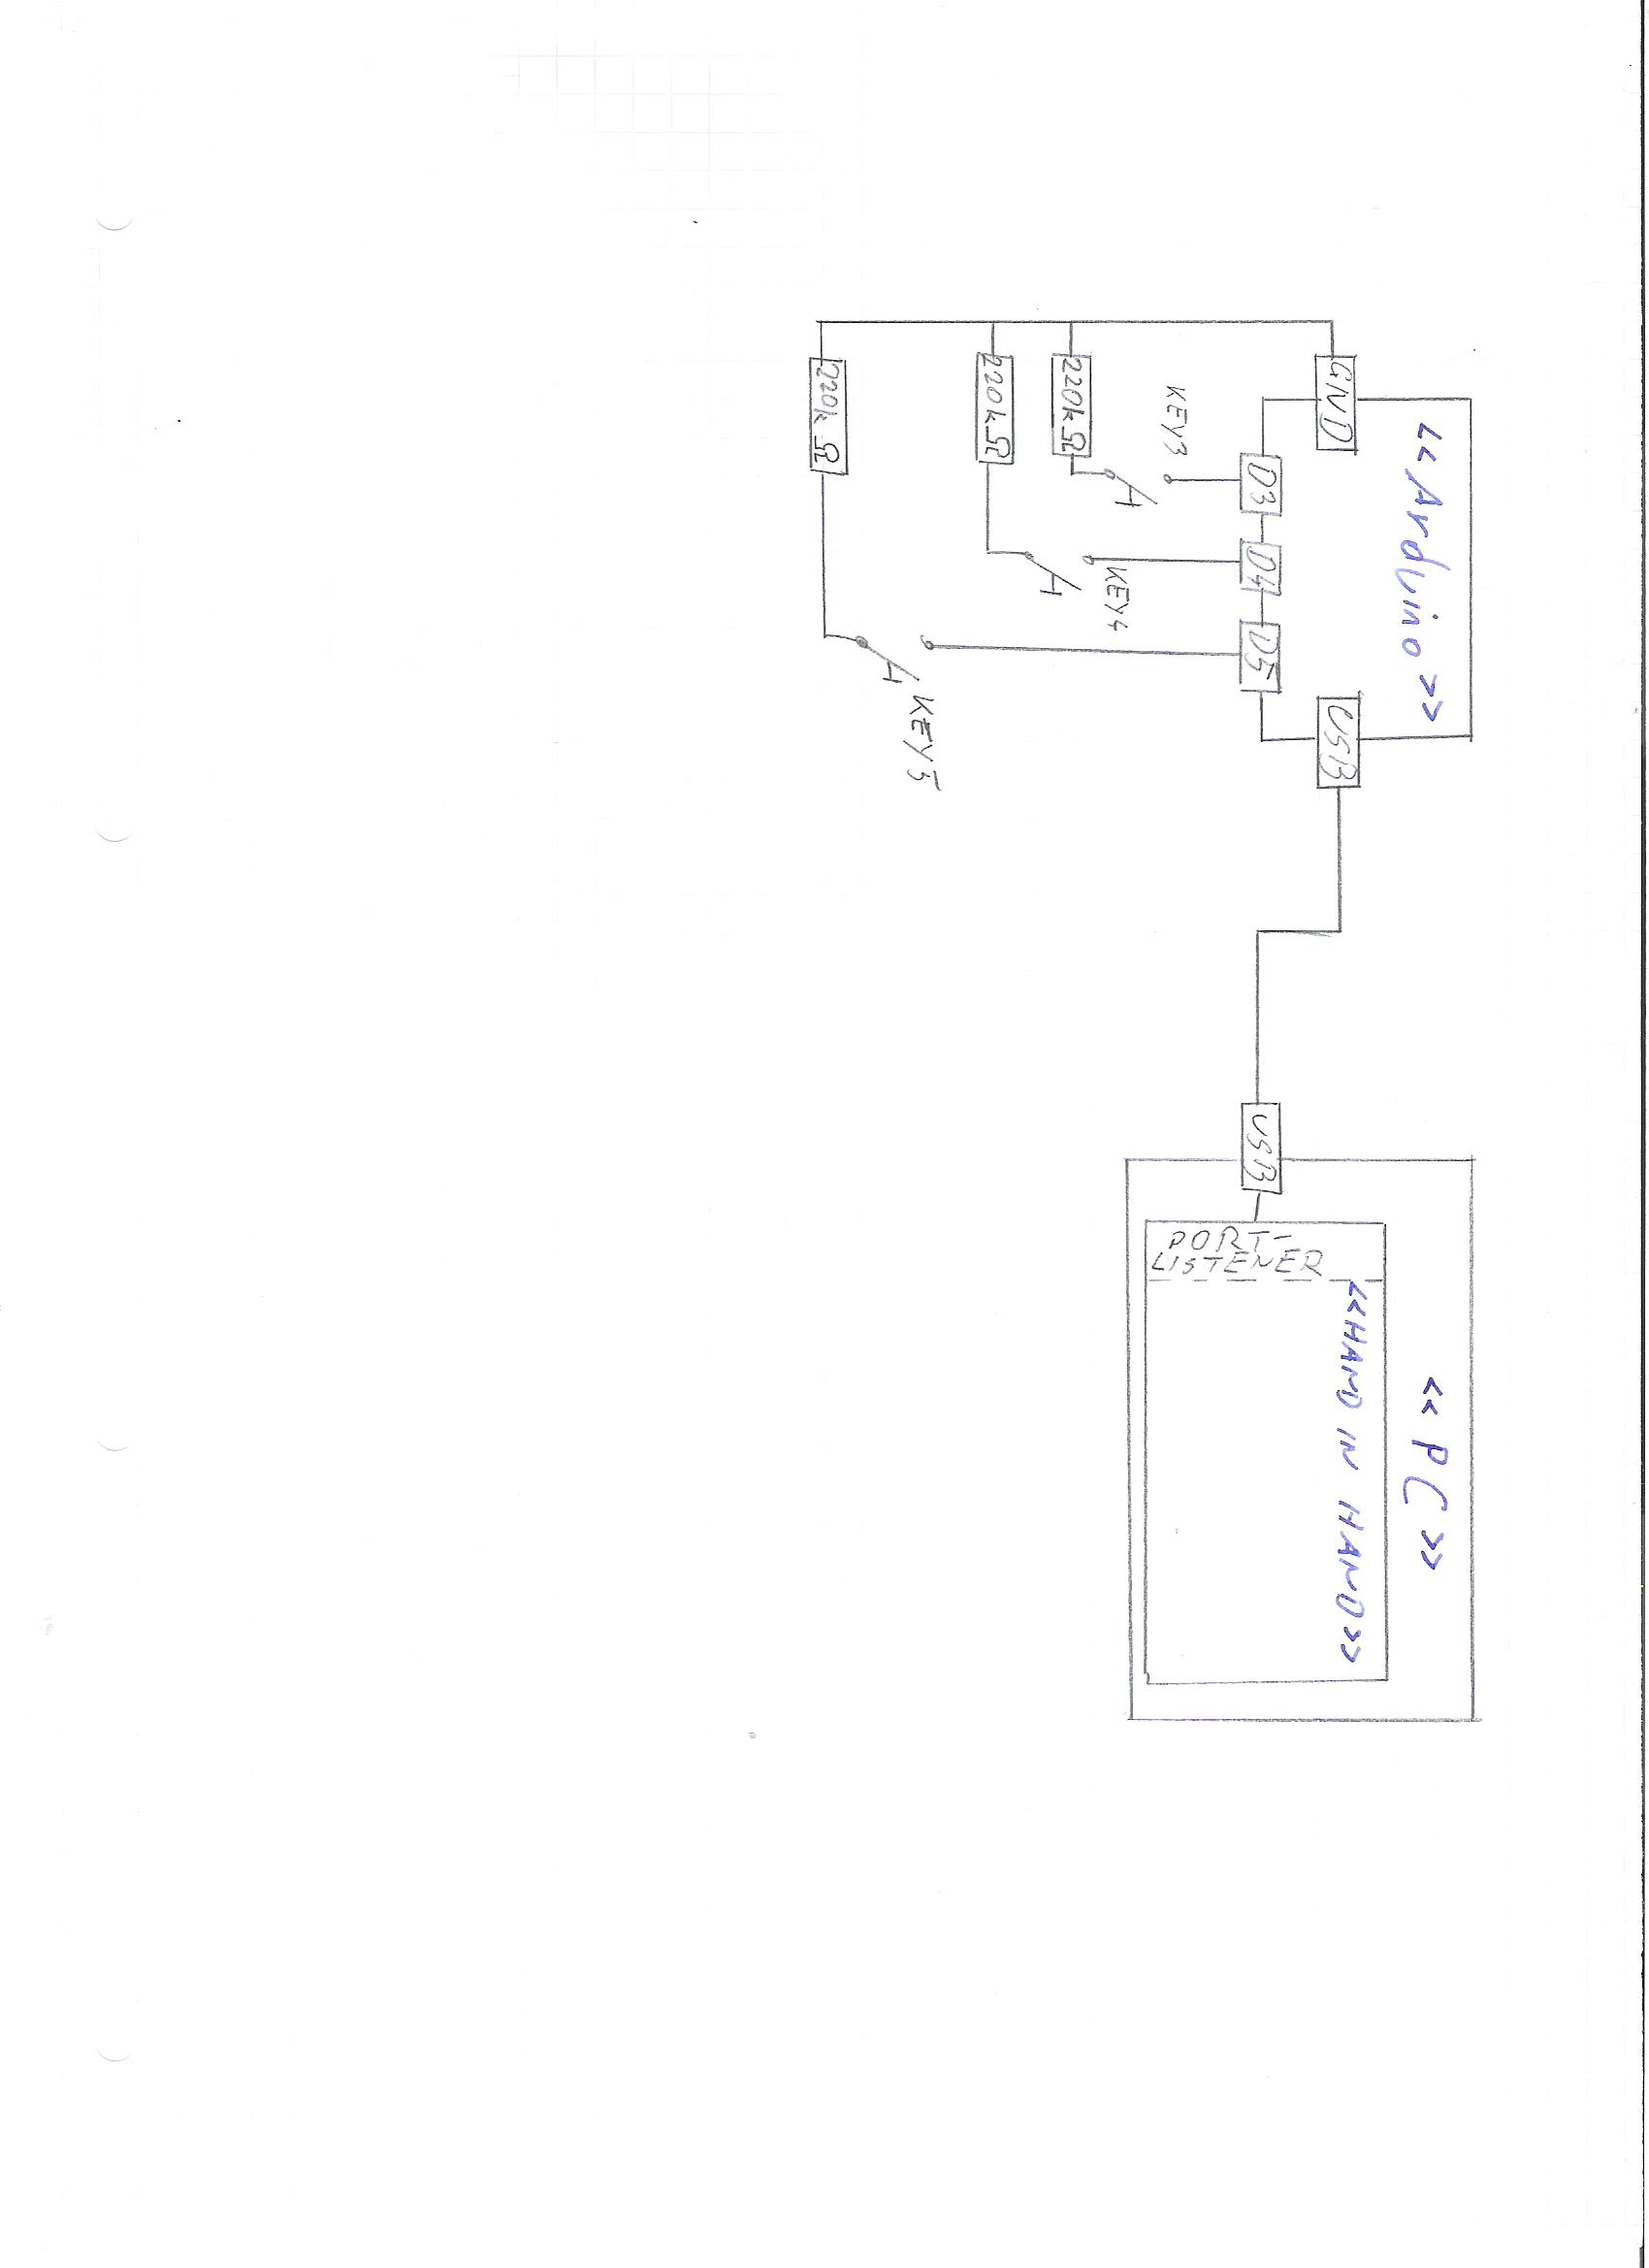 <<Arduino>>
<<PC>>
<<HAND IN HAND>>
GND
USB
D3
D4
D5
USB
PORT-
LISTENER
KEY3
KEY4
220kΩ
220kΩ
KEY5
220kΩ